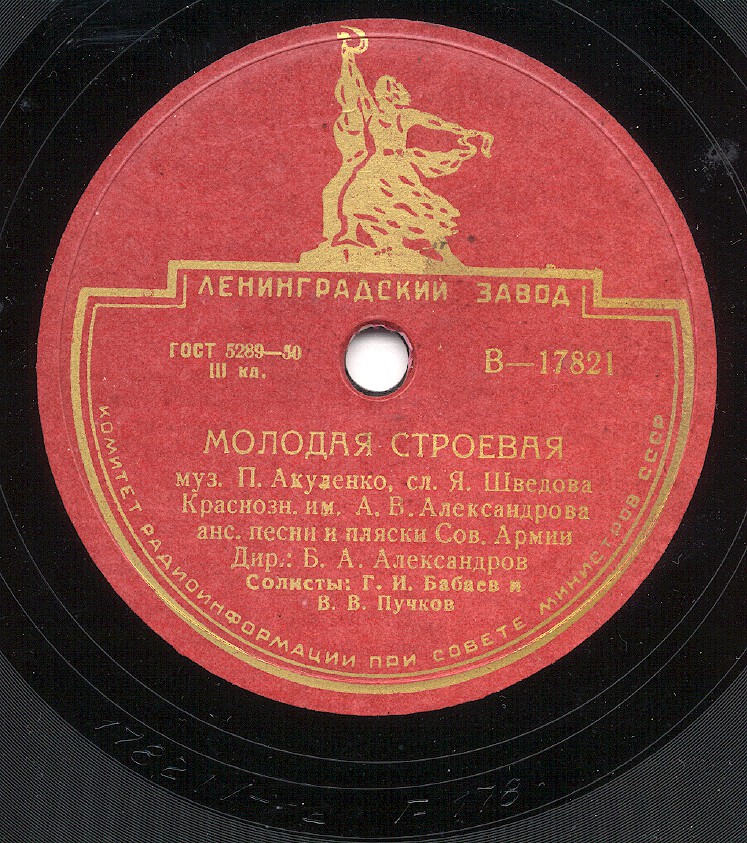 ЛЕНИНГРАДСКИЙ ЗАВОД
ГОСТ 5289—50
III кл.
В—17821
МОЛОДАЯ СТРОЕВАЯ
муз. П. Акуленко, сл. Я. Шведова
Краснозн. им. А. В. Александрова
анс. песни и пляски Сов. Армии
Дир.: Б. А. Александров
Солисты: Г. И. Бабаев и
В. В. Пучков
КОМИТЕТ РАДИОИНФОРМАЦИИ ПРИ СОВЕТЕ МИНИСТРОВ СССР